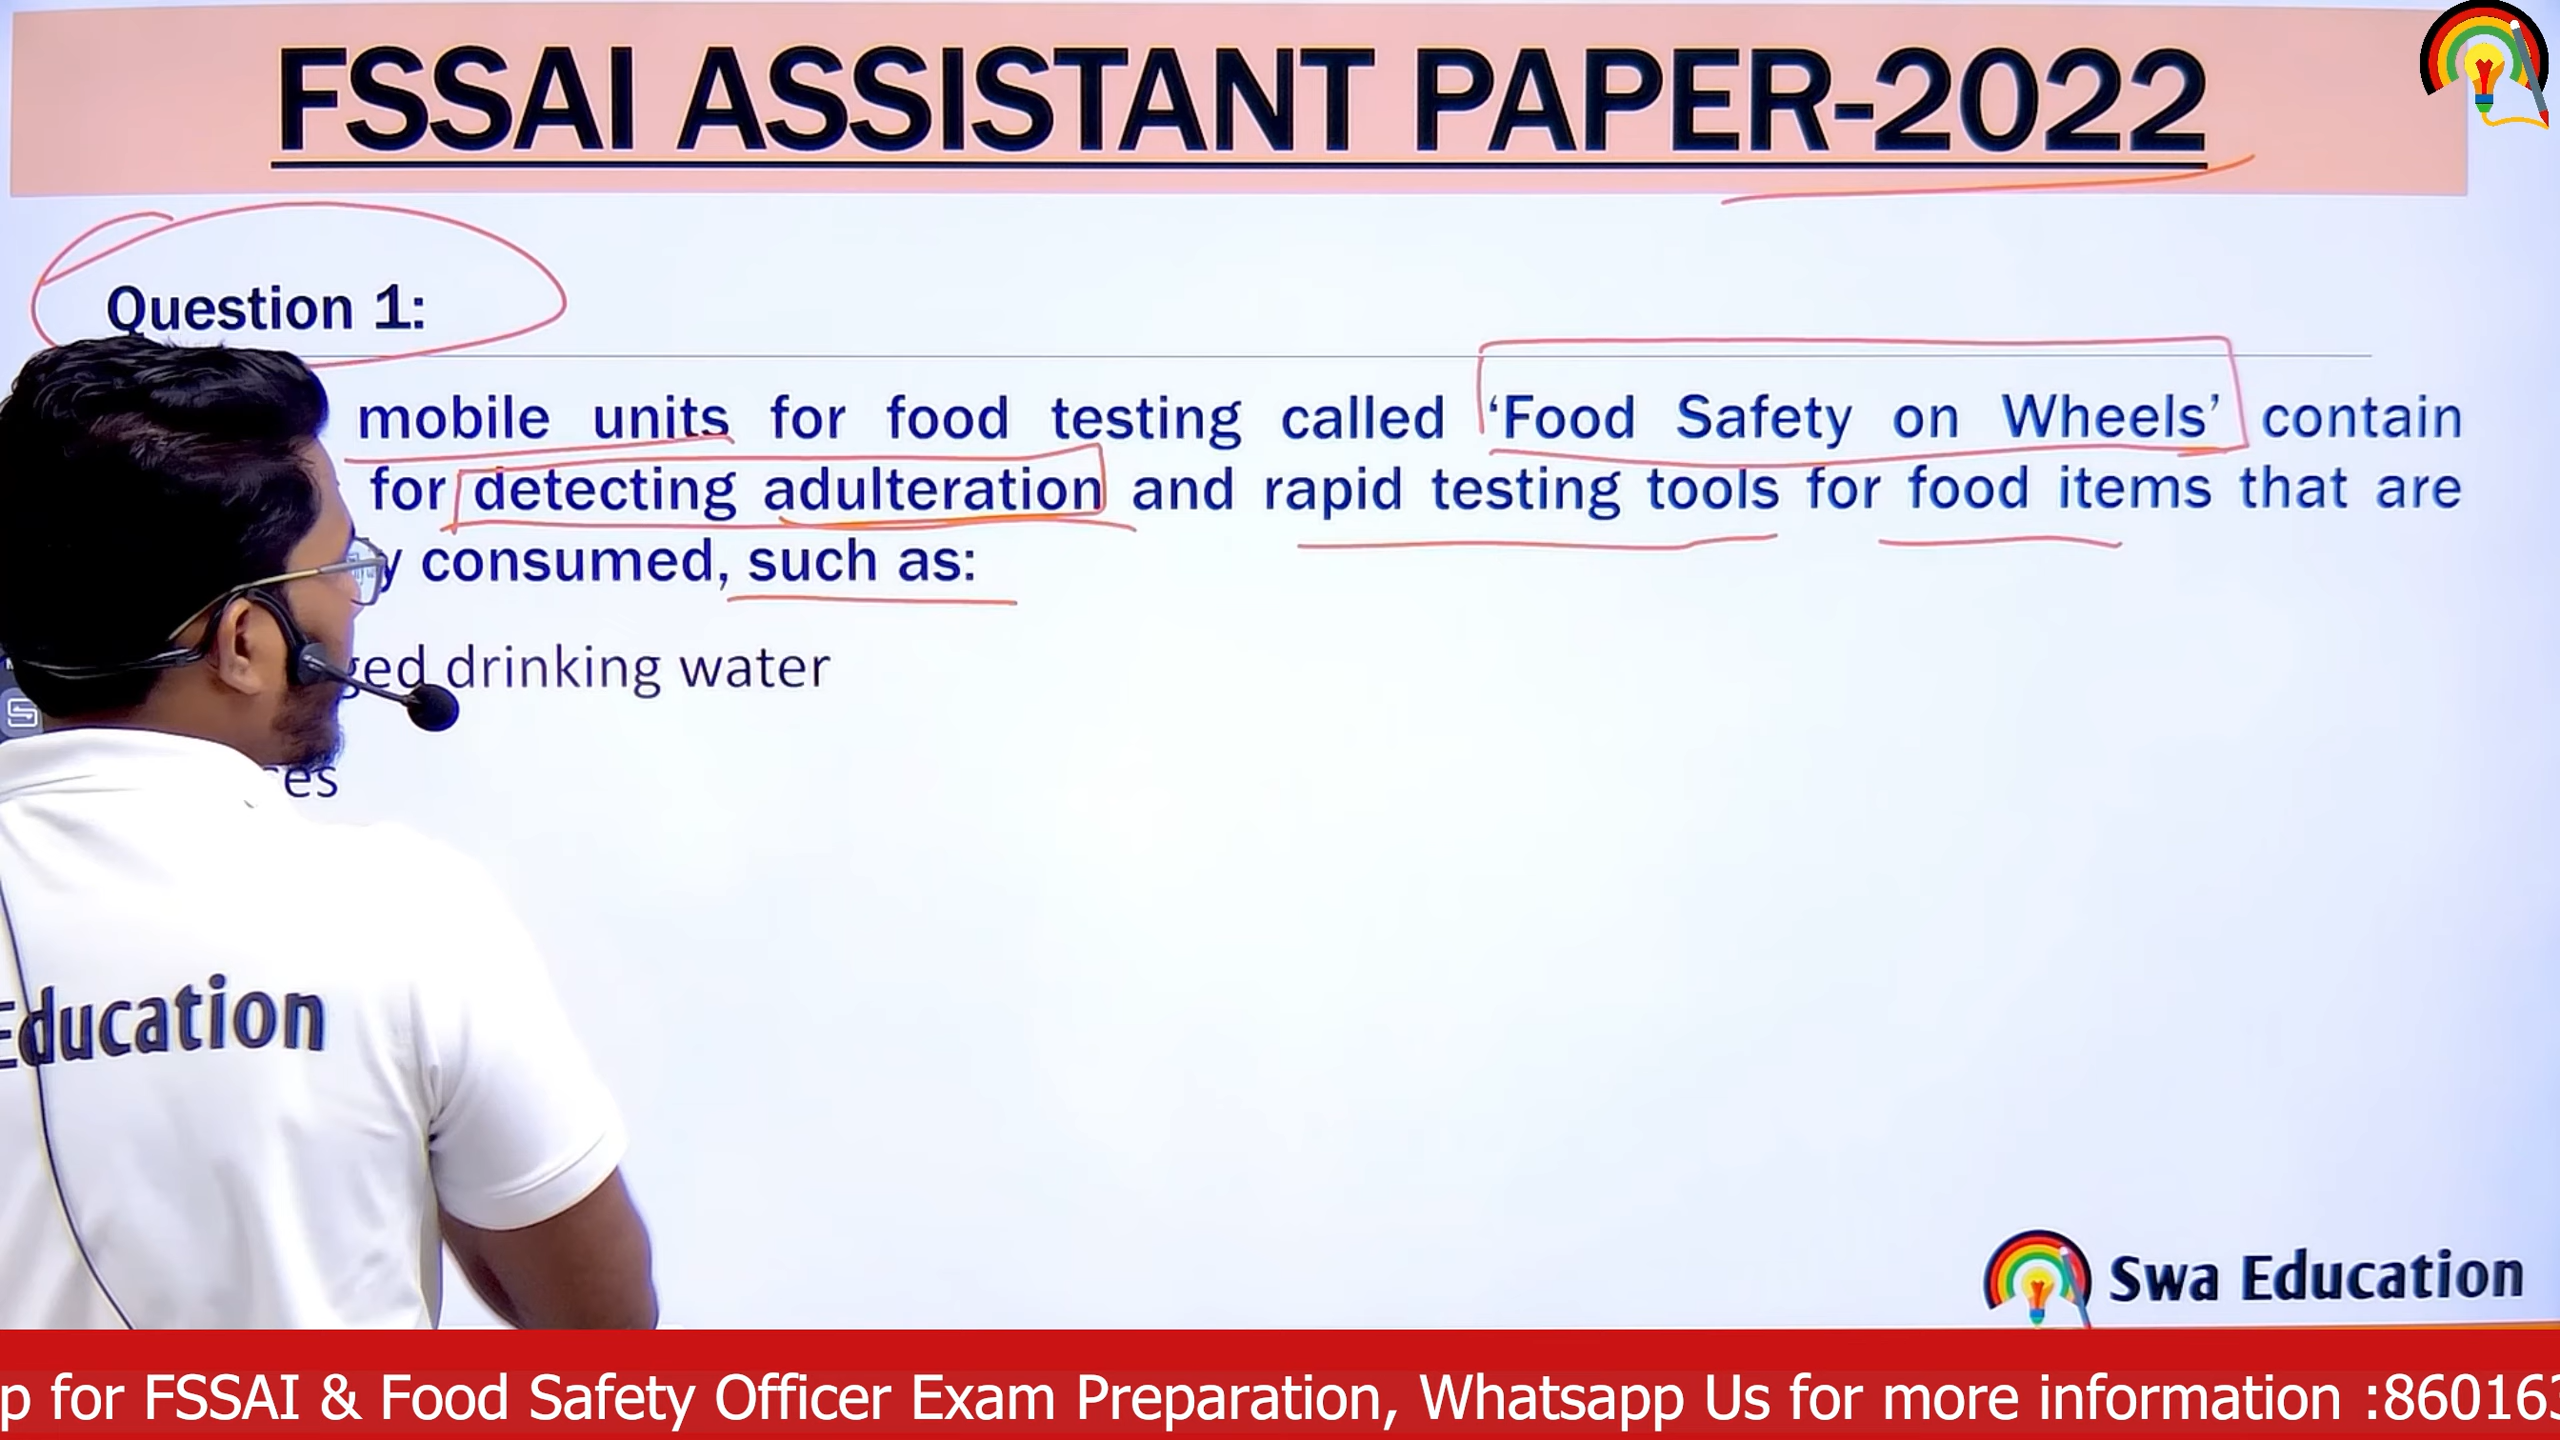 FSSAI ASSISTANT PAPER-2022
Question 1:
mobile units for food testing called ‘Food Safety on Wheels’ contain
for detecting adulteration and rapid testing tools for food items that are
consumed, such as:
drinking water
Education
Swa Education
for FSSAI & Food Safety Officer Exam Preparation, Whatsapp Us for more information :86016